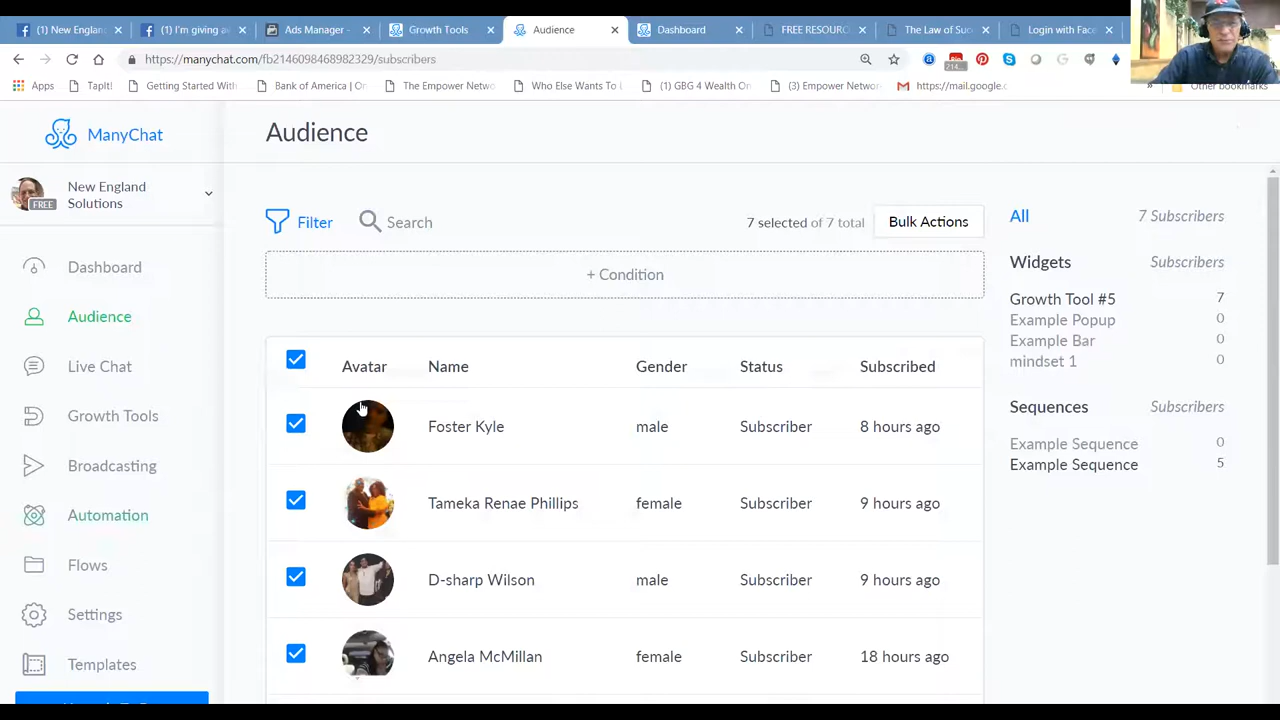 (1) New Englan
(1) I'm giving a
Ads Manager -
Growth Tools
Audience
Dashboard
FREE RESOUR
The Law of Suc
Login with Face
https://manychat.com/fb2146098468982329/subscribers
214...
Apps
TapIt!
Getting Started With
Bank of America | On
The Empower Netwo
Who Else Wants To L
(1) GBG 4 Wealth On
(3) Empower Networ
https://mail.google.c
»
Other bookmarks
ManyChat
Audience
New England
Solutions
FREE
Filter
Search
7 selected of 7 total
Bulk Actions
+ Condition
All
7 Subscribers
Widgets
Subscribers
Growth Tool #5
7
Example Popup
0
Example Bar
0
mindset 1
0
Sequences
Subscribers
Example Sequence
0
Example Sequence
5
Dashboard
Audience
Live Chat
Growth Tools
Broadcasting
Automation
Flows
Settings
Templates
Avatar
Name
Gender
Status
Subscribed
Foster Kyle
male
Subscriber
8 hours ago
Tameka Renae Phillips
female
Subscriber
9 hours ago
D-sharp Wilson
male
Subscriber
9 hours ago
Angela McMillan
female
Subscriber
18 hours ago